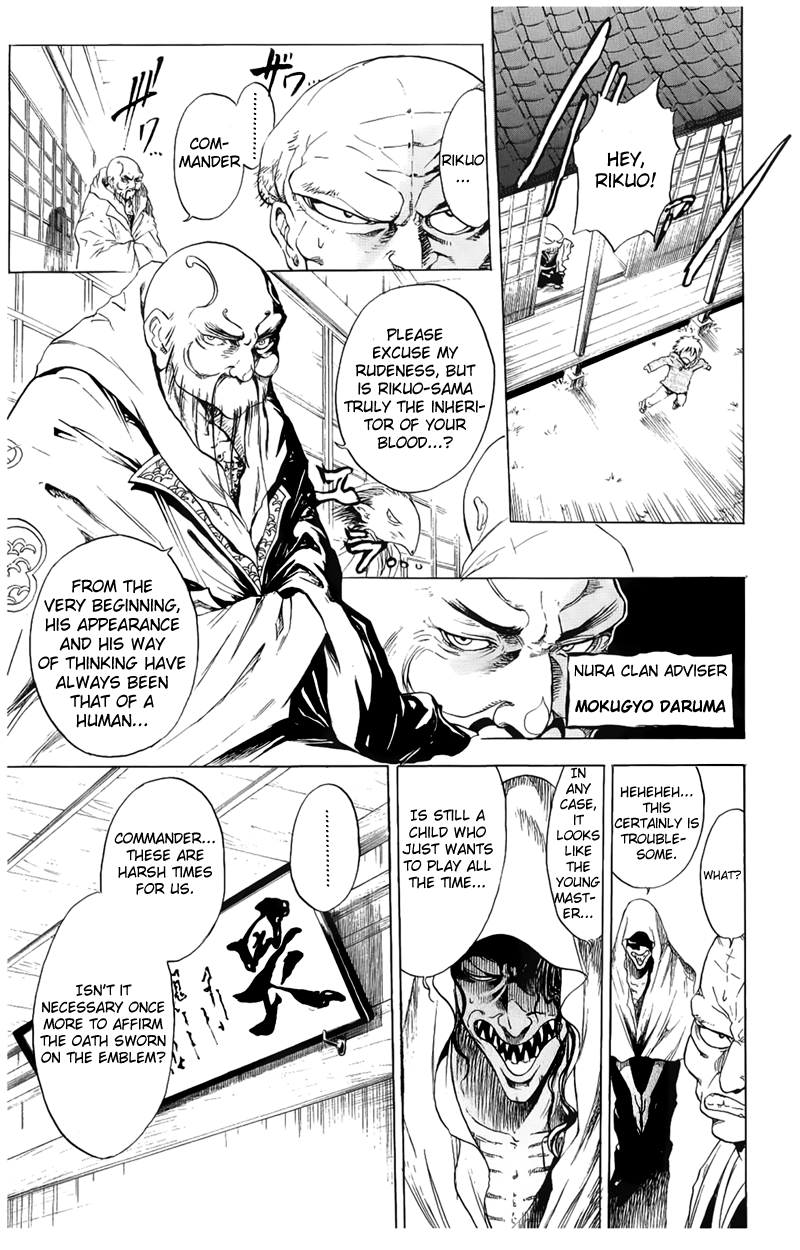 HEY,
RIKUO!
RIKUO
...
ザワ…
ザワ…
.........
COM-
MANDER
PLEASE
EXCUSE MY
RUDENESS, BUT
IS RIKUO-SAMA
TRULY THE INHERI-
TOR OF YOUR
BLOOD...?
FROM THE
VERY BEGINNING,
HIS APPEARANCE
AND HIS WAY
OF THINKING HAVE
ALWAYS BEEN
THAT OF A
HUMAN...
NURA CLAN ADVISER
MOKUGYO DARUMA
WHAT?
HEHEHEH...
THIS
CERTAINLY IS
TROUBLE-
SOME.
IN
ANY
CASE,
IT
LOOKS
LIKE
THE
YOUNG
MAST-
ER...
IS STILL A
CHILD WHO
JUST WANTS
TO PLAY ALL
THE TIME...
.........
COMMANDER...
THESE ARE
HARSH TIMES
FOR US.
ISN'T IT
NECESSARY ONCE
MORE TO AFFIRM
THE OATH SWORN
ON THE EMBLEM?